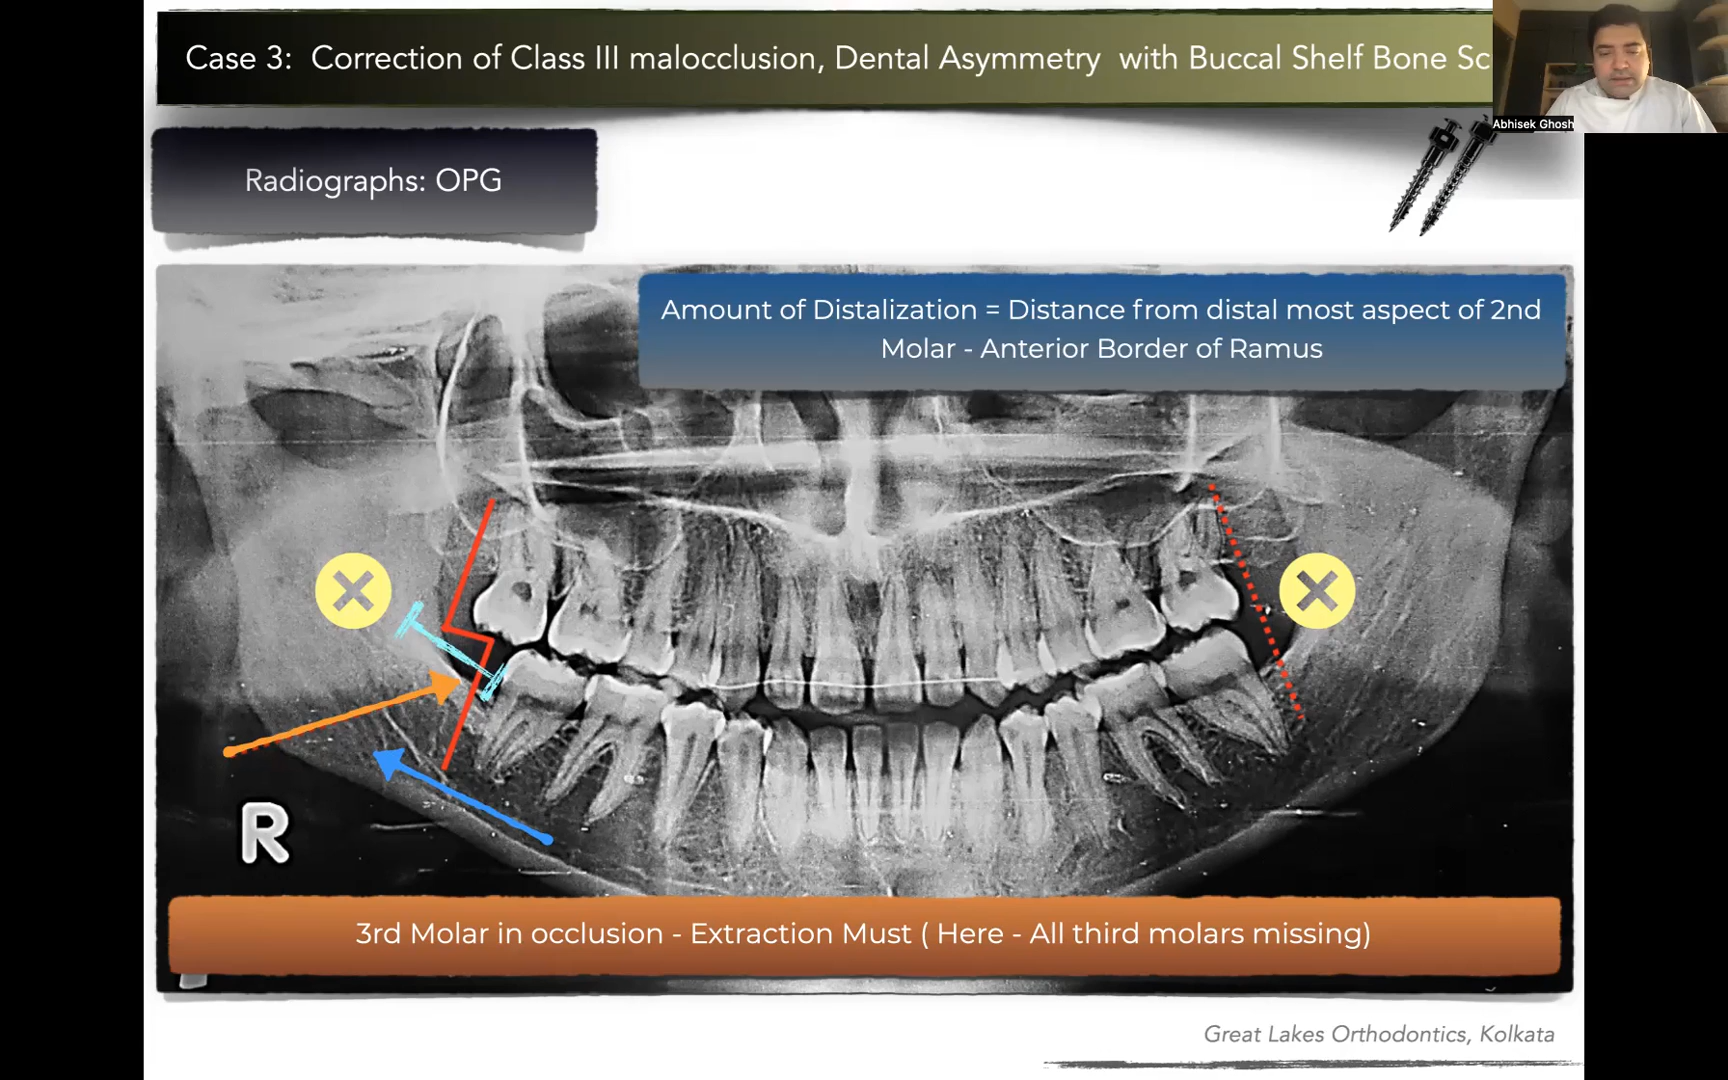 Case 3: Correction of Class III malocclusion, Dental Asymmetry with Buccal Shelf Bone Sc
Abhisek Ghosh
Radiographs: OPG
Amount of Distalization = Distance from distal most aspect of 2nd
Molar - Anterior Border of Ramus
R
3rd Molar in occlusion - Extraction Must ( Here - All third molars missing)
Great Lakes Orthodontics, Kolkata